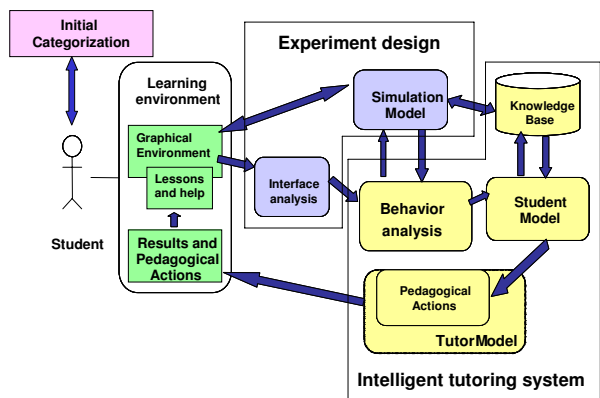 Initial
Categorization
Experiment design
Learning
environment
Simulation
Model
Knowledge
Base
Graphical
Environment
Lessons
and help
Interface
analysis
Behavior
analysis
Student
Model
Student
Results and
Pedagogical
Actions
Pedagogical
Actions
TutorModel
Intelligent tutoring system